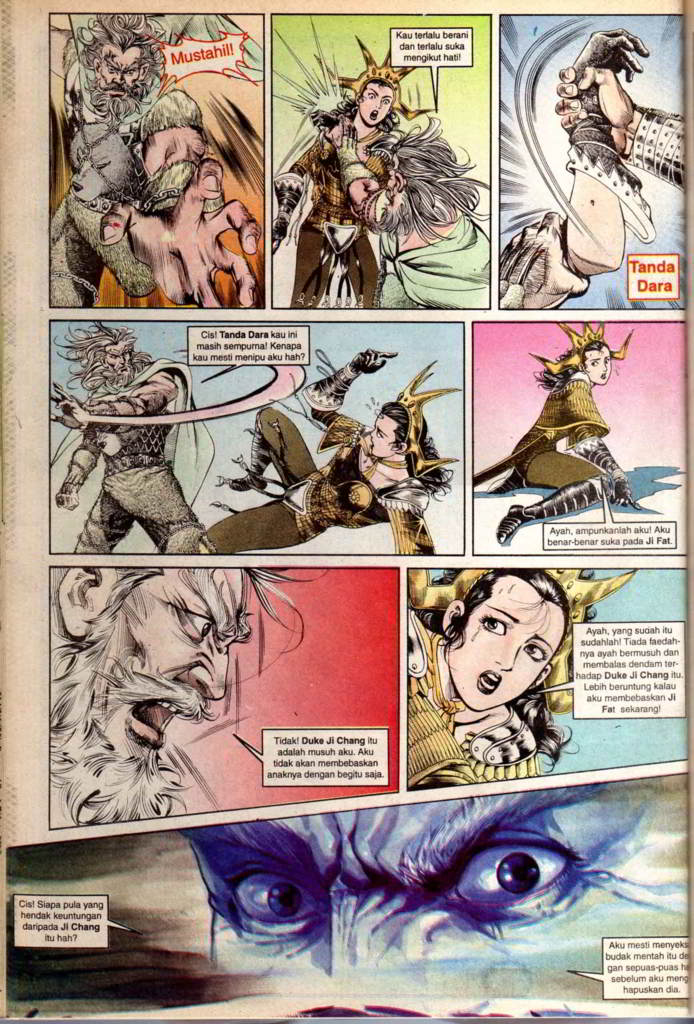 Mustahil!
Kau terlalu berani
dan terlalu suka
mengikut hati!
Tanda
Dara
Cis! Tanda Dara kau ini
masih sempurna! Kenapa
kau mesti menipu aku hah?
Ayah, ampunkanlah aku! Aku
benar-benar suka pada Ji Fat.
Tidak! Duke Ji Chang itu
adalah musuh aku. Aku
tidak akan membebaskan
anaknya dengan begitu saja.
Ayah, yang sudah itu
sudahlah! Tiada faedah-
nya ayah bermusuh dan
membalas dendam ter-
hadap Duke Ji Chang itu.
Lebih beruntung kalau
aku membebaskan Ji
Fat sekarang!
Cis! Siapa pula yang
hendak keuntungan
daripada Ji Chang
itu hah?
Aku mesti menyeks
budak mentah itu de
gan sepuas-puas h
sebelum aku meng
hapuskan dia.